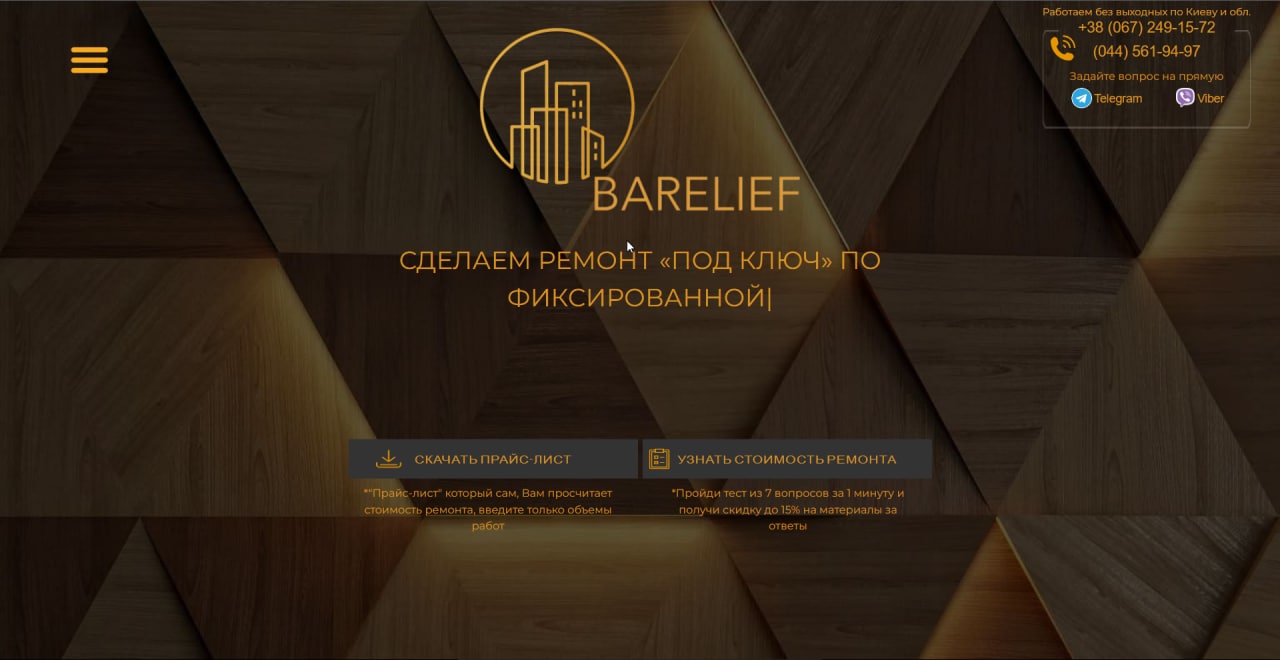 Работаем без выходных по Киеву и обл.
+38 (067) 249-15-72
(044) 561-94-97
Задайте вопрос на прямую
Telegram Viber
BARELIEF
СДЕЛАЕМ РЕМОНТ «ПОД КЛЮЧ» ПО
ФИКСИРОВАННОЙ|
СКАЧАТЬ ПРАЙС-ЛИСТ
*"Прайс-лист" который сам, Вам просчитает
стоимость ремонта, введите только объемы
работ
УЗНАТЬ СТОИМОСТЬ РЕМОНТА
*Пройди тест из 7 вопросов за 1 минуту и
получи скидку до 15% на материалы за
ответы